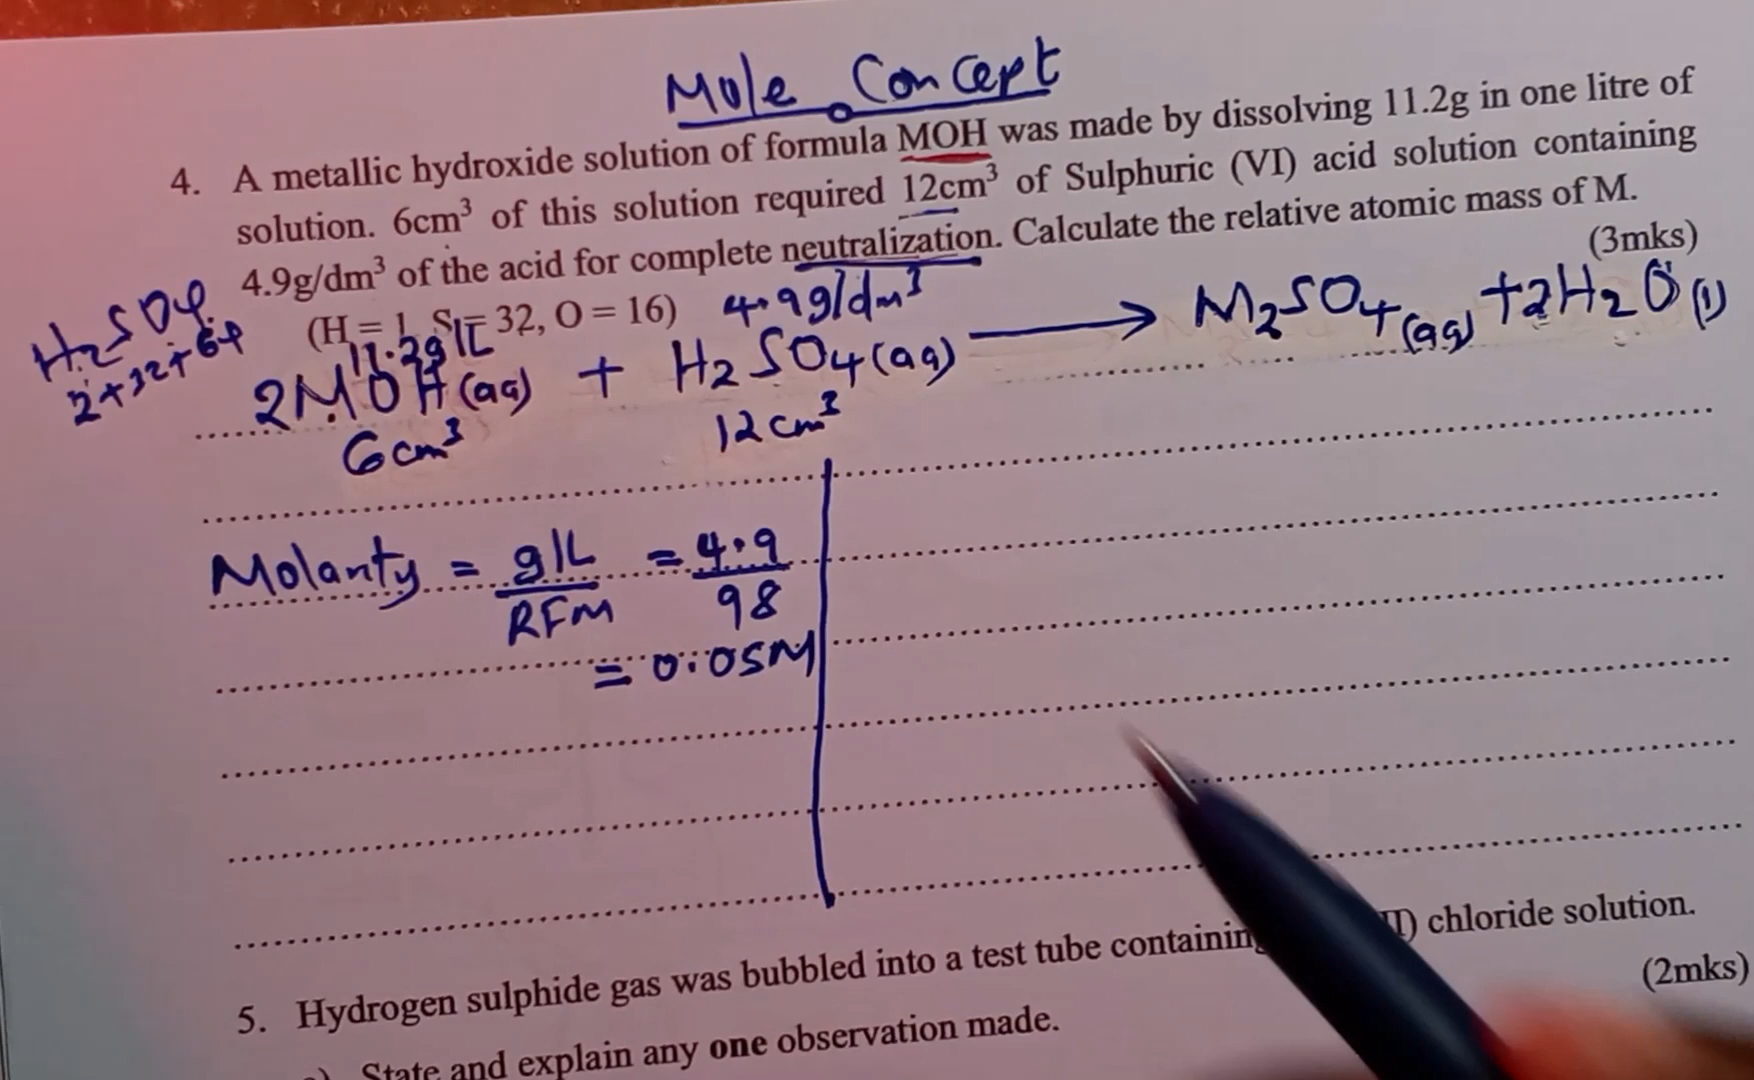 Mole Concept
4. A metallic hydroxide solution of formula MOH was made by dissolving 11.2g in one litre of
solution. 6cm³ of this solution required 12cm³ of Sulphuric (VI) acid solution containing
4.9g/dm³ of the acid for complete neutralization. Calculate the relative atomic mass of M.
(3mks)
(H = 1, S = 32, O = 16)
H₂SO₄
2+32+64
11.2g/L
4.9g/dm³
2MOH(aq) + H₂SO₄(aq) → M₂SO₄(aq) + 2H₂O(l)
6cm³ 12cm³
Molarity = g/L / RFM = 4.9 / 98
= 0.05M
5. Hydrogen sulphide gas was bubbled into a test tube containing I) chloride solution.
(2mks)
State and explain any one observation made.